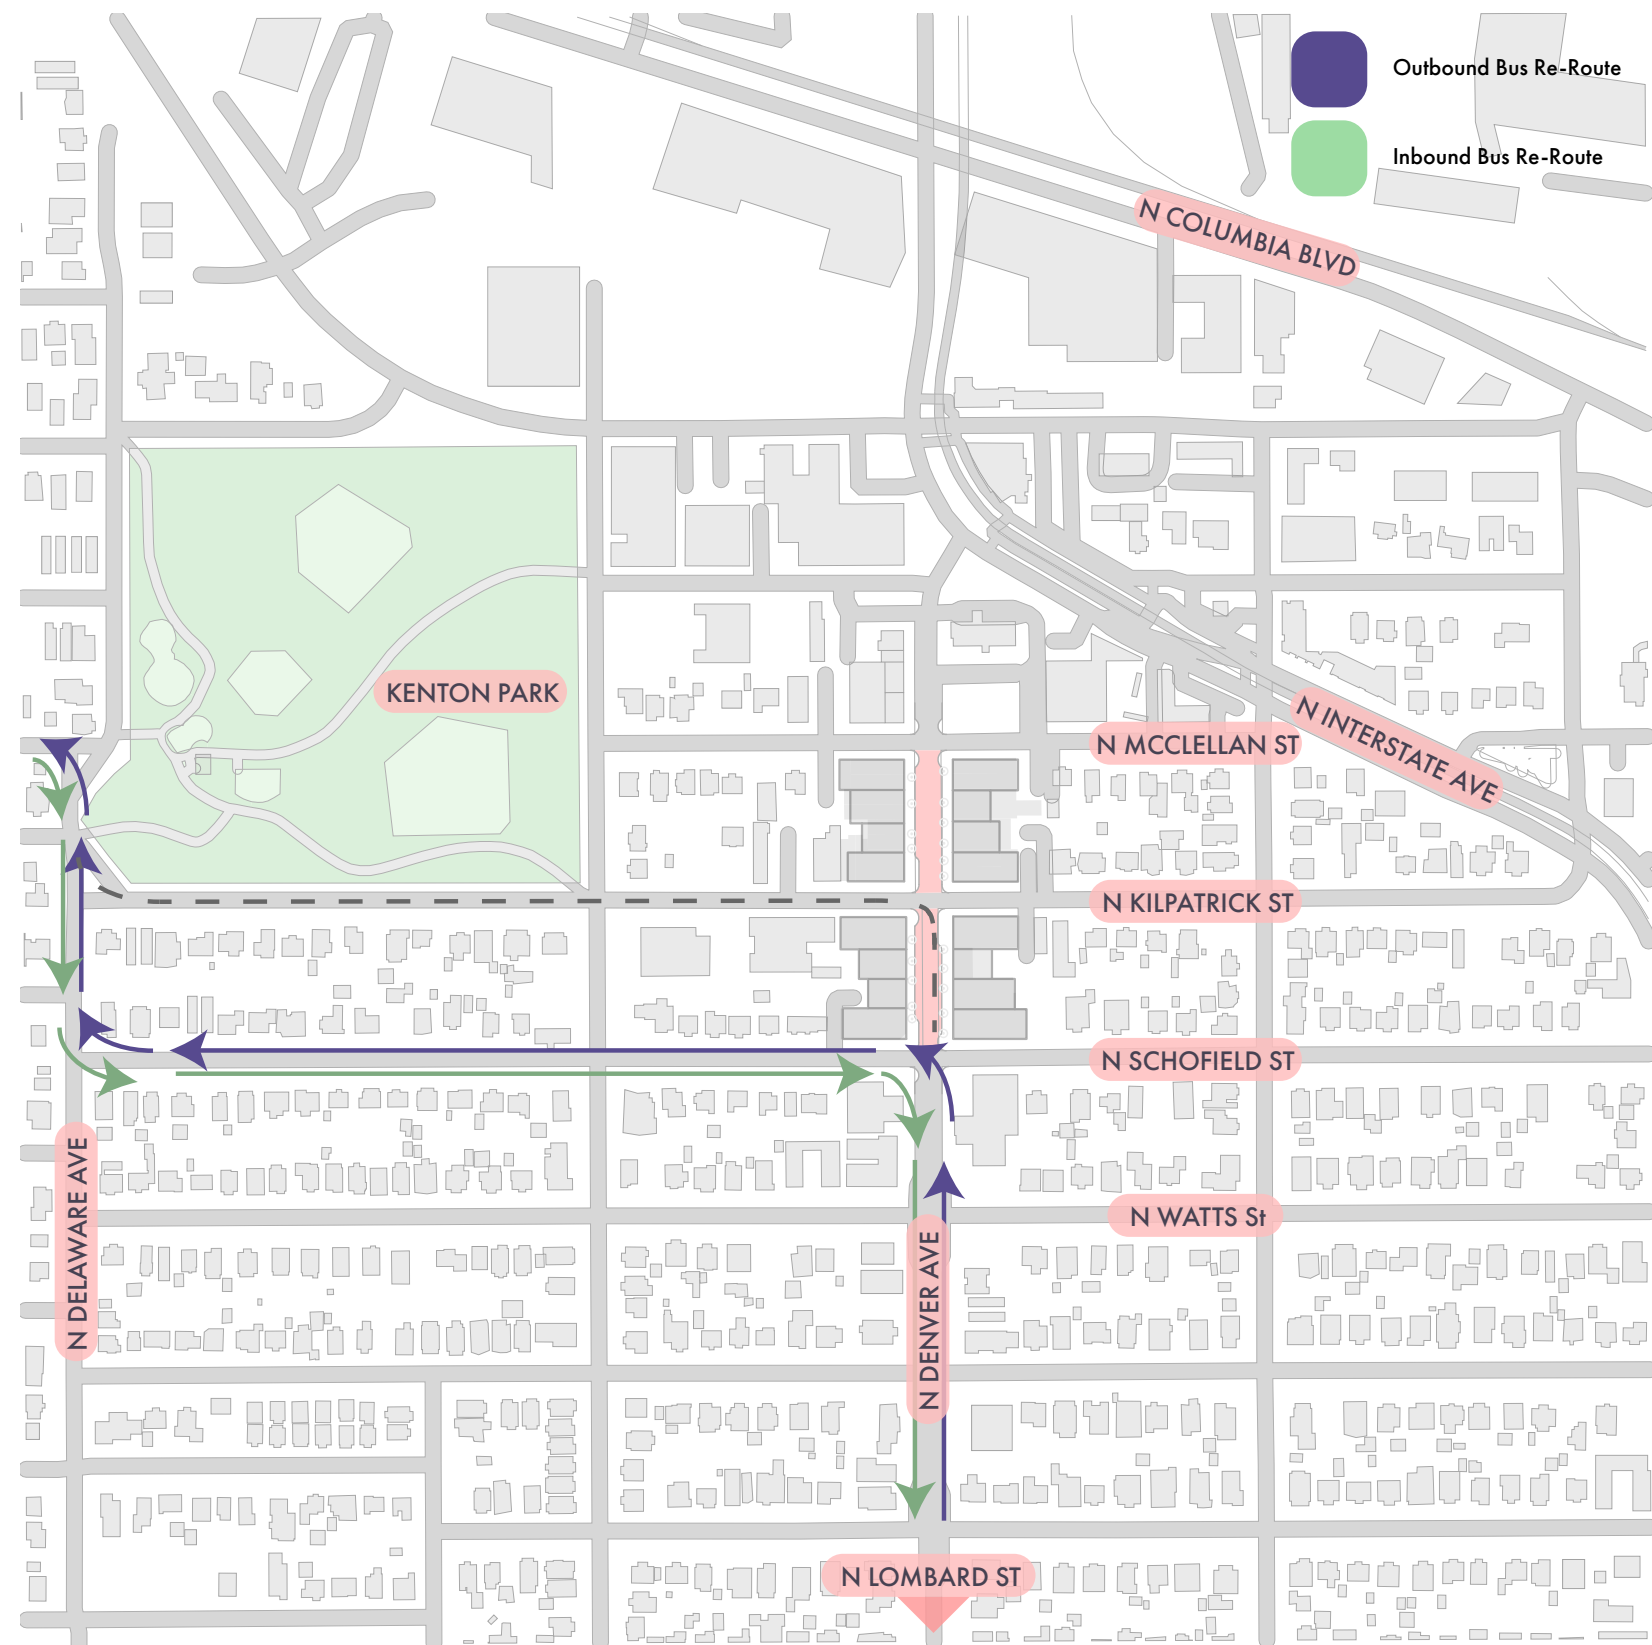 Outbound Bus Re-Route
Inbound Bus Re-Route
N COLUMBIA BLVD
KENTON PARK
N MCCLELLAN ST
N INTERSTATE AVE
N KILPATRICK ST
N SCHOFIELD ST
N DELAWARE AVE
N WATTS St
N DENVER AVE
N LOMBARD ST